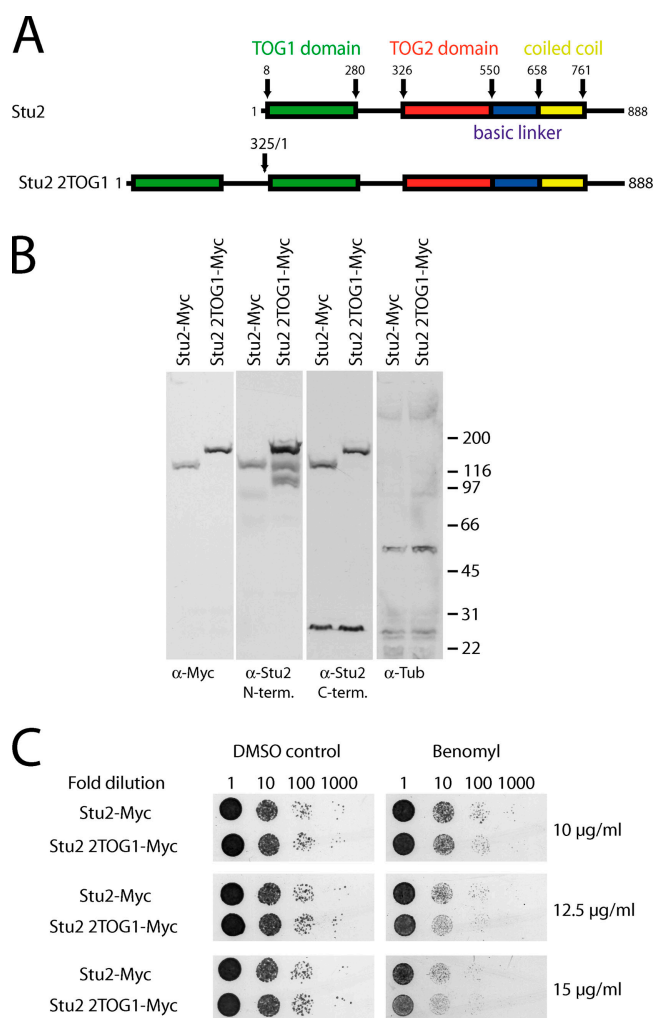 A
TOG1 domain TOG2 domain coiled coil
8 280 326 550 658 761
Stu2 1 888
basic linker
325/1
Stu2 2TOG1 1 888
B
Stu2-Myc Stu2 2TOG1-Myc Stu2-Myc Stu2 2TOG1-Myc Stu2-Myc Stu2 2TOG1-Myc Stu2-Myc Stu2 2TOG1-Myc
200
116
97
66
45
31
22
α-Myc α-Stu2 α-Stu2 α-Tub
N-term. C-term.
C
DMSO control Benomyl
Fold dilution 1 10 100 1000 1 10 100 1000
Stu2-Myc
10 µg/ml
Stu2 2TOG1-Myc
Stu2-Myc
12.5 µg/ml
Stu2 2TOG1-Myc
Stu2-Myc
15 µg/ml
Stu2 2TOG1-Myc